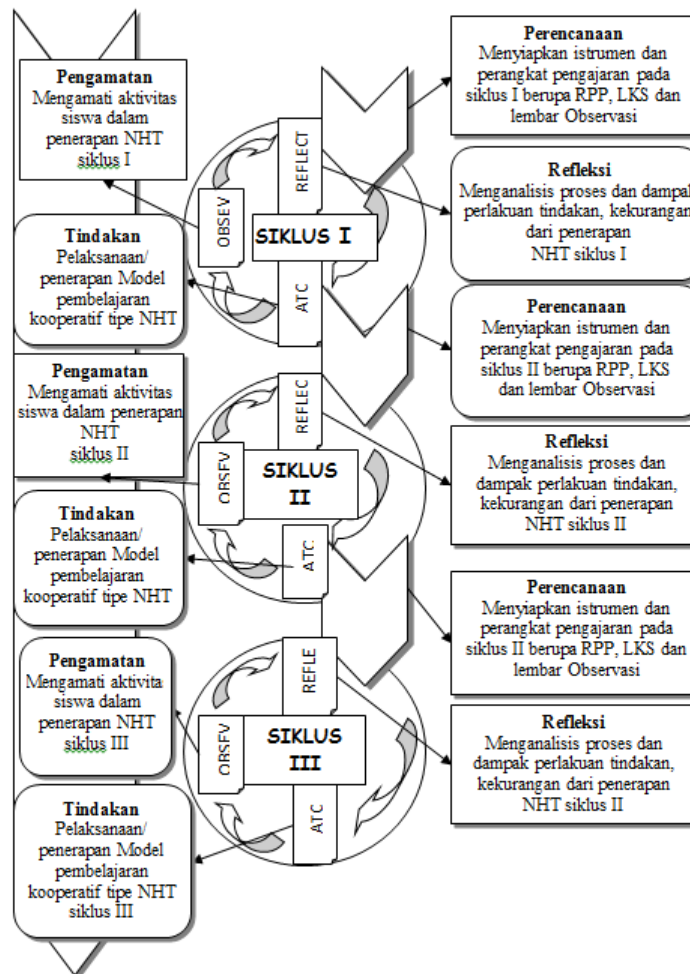 Perencanaan
Menyiapkan istrumen dan
perangkat pengajaran pada
siklus I berupa RPP, LKS dan
lembar Observasi
Pengamatan
Mengamati aktivitas
siswa dalam
penerapan NHT
siklus I
REFLECT
OBSEV
SIKLUS I
ATC
Refleksi
Menganalisis proses dan dampak
perlakuan tindakan, kekurangan
dari penerapan
NHT siklus I
Tindakan
Pelaksanaan/
penerapan Model
pembelajaran
kooperatif tipe NHT
Perencanaan
Menyiapkan istrumen dan
perangkat pengajaran pada
siklus II berupa RPP, LKS
dan lembar Observasi
Pengamatan
Mengamati aktivitas
siswa dalam penerapan
NHT
siklus II
REFLEC
OBSEV
SIKLUS
II
ATC
Refleksi
Menganalisis proses dan
dampak perlakuan tindakan,
kekurangan dari penerapan
NHT siklus II
Tindakan
Pelaksanaan/
penerapan Model
pembelajaran
kooperatif tipe NHT
Perencanaan
Menyiapkan istrumen dan
perangkat pengajaran pada
siklus II berupa RPP, LKS dan
lembar Observasi
Pengamatan
Mengamati aktivita
siswa dalam
penerapan NHT
siklus III
REFLE
OBSEV
SIKLUS
III
ATC
Refleksi
Menganalisis proses dan
dampak perlakuan tindakan,
kekurangan dari penerapan
NHT siklus II
Tindakan
Pelaksanaan/
penerapan Model
pembelajaran
kooperatif tipe NHT
siklus III